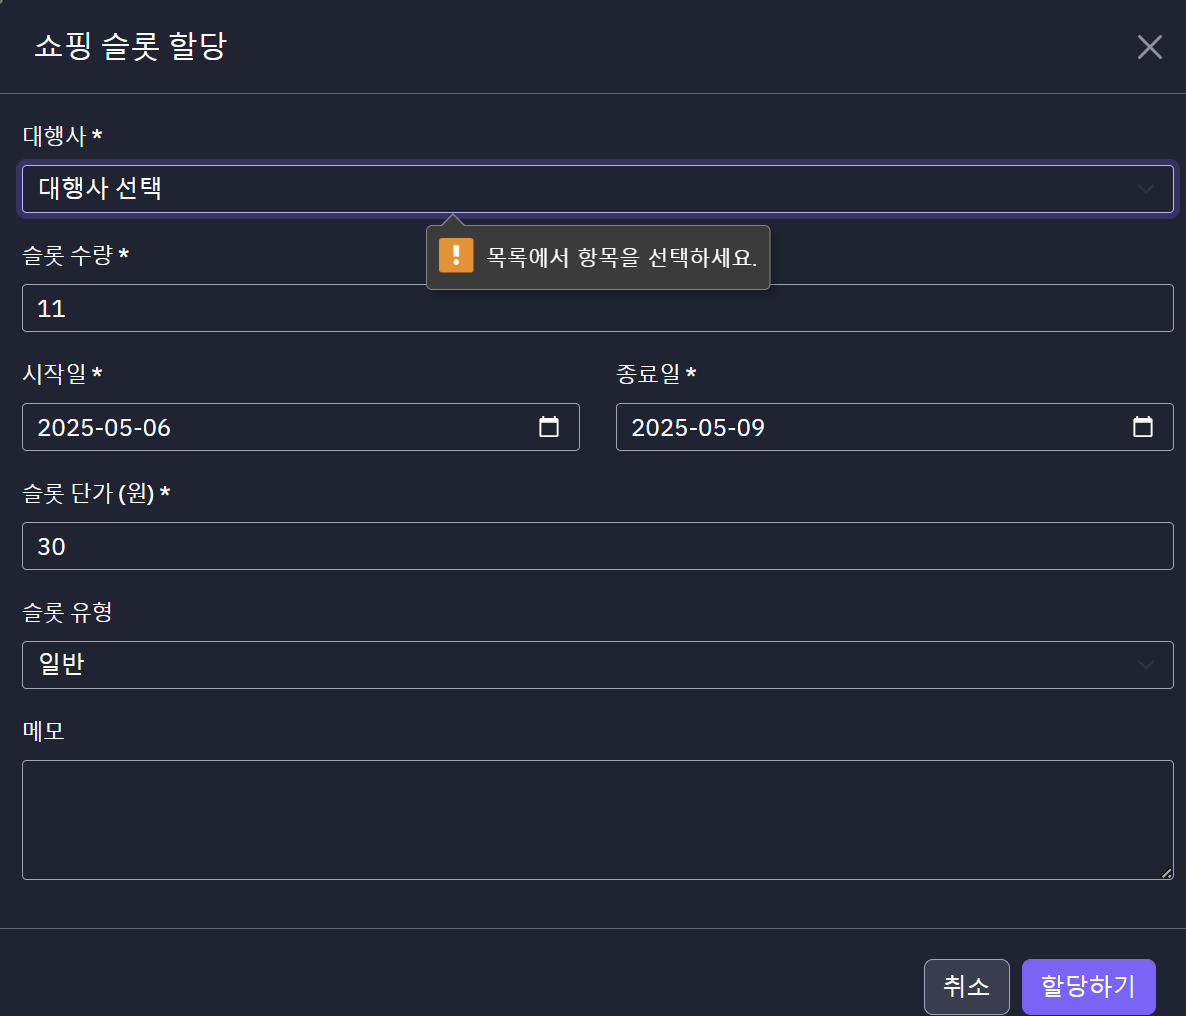 쇼핑 슬롯 할당
대행사 *
대행사 선택
목록에서 항목을 선택하세요.
슬롯 수량 *
11
시작일 *
종료일 *
2025-05-06
2025-05-09
슬롯 단가 (원) *
30
슬롯 유형
일반
메모
취소
할당하기